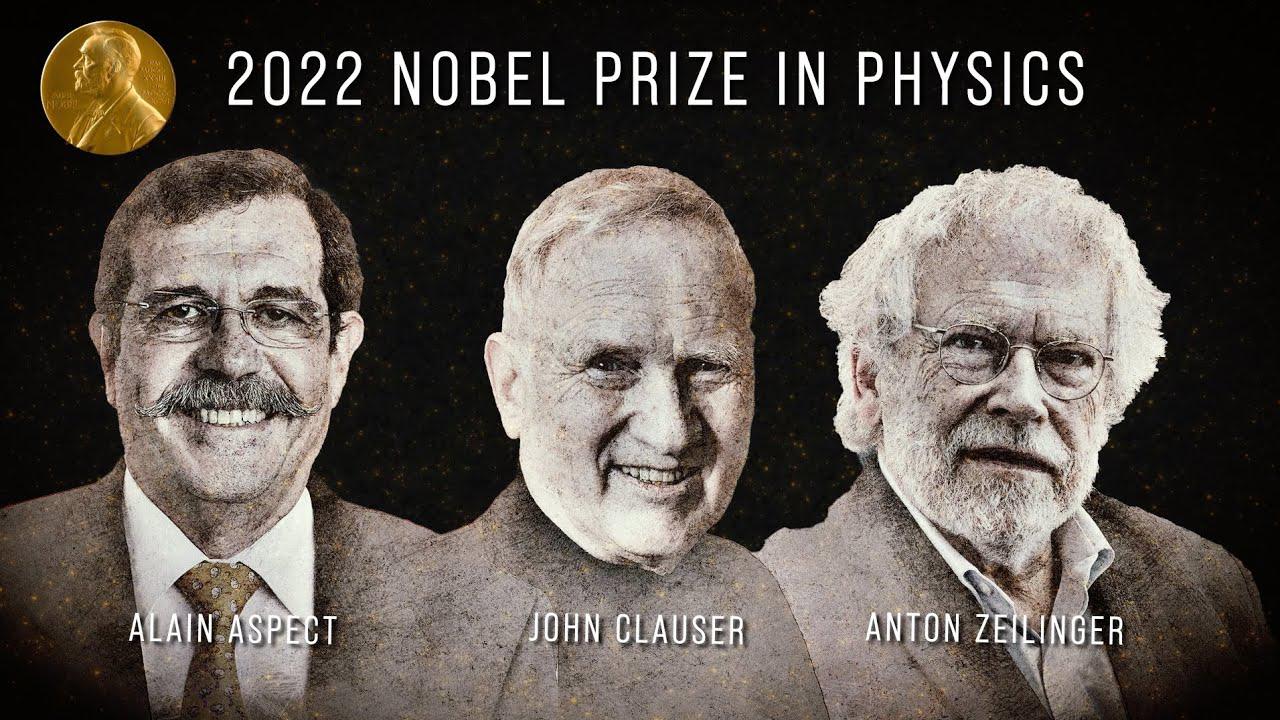 2022 NOBEL PRIZE IN PHYSICS
ALAIN ASPECT
JOHN CLAUSER
ANTON ZEILINGER